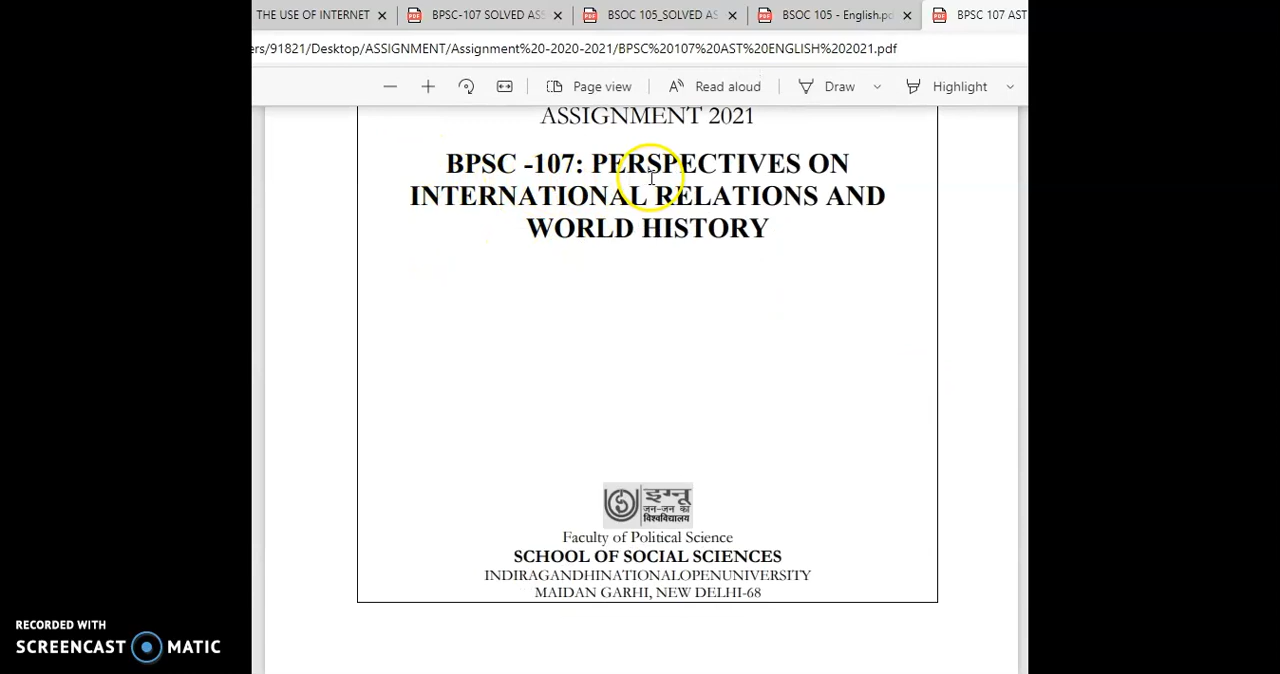 THE USE OF INTERNET
BPSC-107 SOLVED ASS
BSOC 105_SOLVED AS
BSOC 105 - English.pd
BPSC 107 AST
ers/91821/Desktop/ASSIGNMENT/Assignment%20-2020-2021/BPSC%20107%20AST%20ENGLISH%202021.pdf
Page view
Read aloud
Draw
Highlight
ASSIGNMENT 2021
BPSC -107: PERSPECTIVES ON
INTERNATIONAL RELATIONS AND
WORLD HISTORY
इग्नू
जन-जन का
विश्वविद्यालय
Faculty of Political Science
SCHOOL OF SOCIAL SCIENCES
INDIRAGANDHINATIONALOPENUNIVERSITY
MAIDAN GARHI, NEW DELHI-68
RECORDED WITH
SCREENCAST MATIC